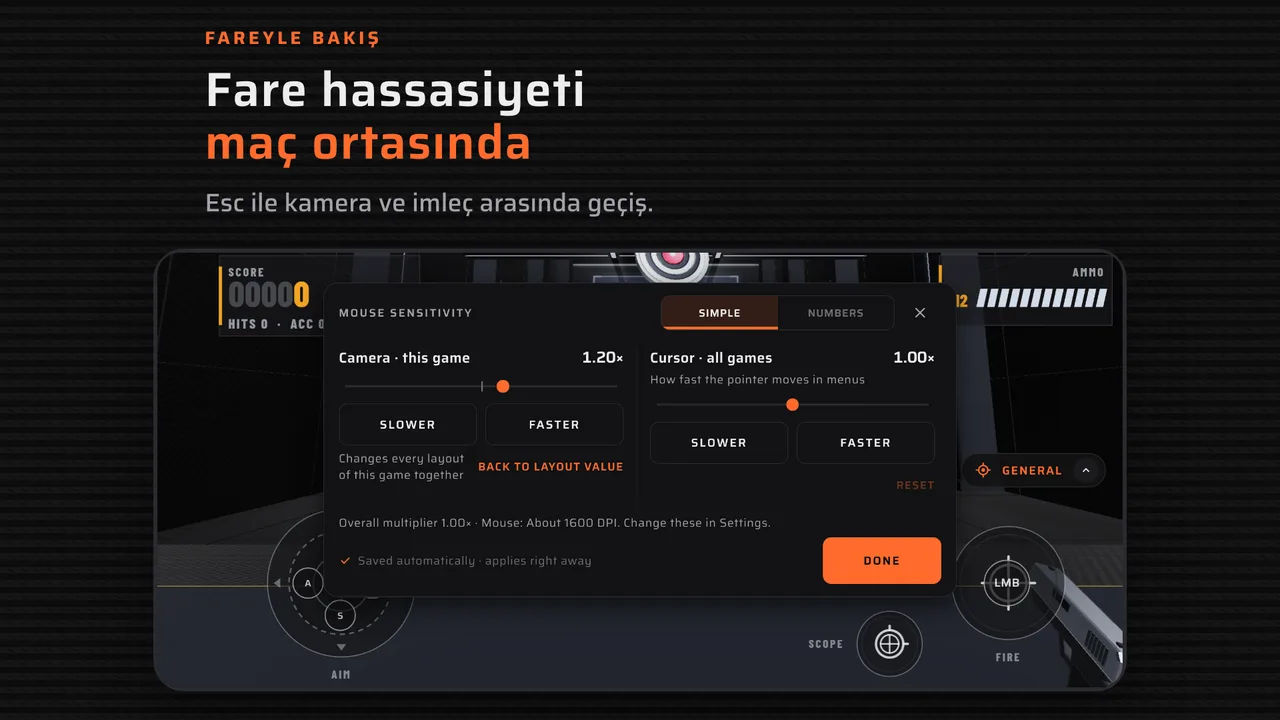 FAREYLE BAKIŞ
Fare hassasiyeti
maç ortasında
Esc ile kamera ve imleç arasında geçiş.
SCORE
00000
HITS 0 · ACC 0
AMMO
12
MOUSE SENSITIVITY
SIMPLE
NUMBERS
Camera · this game
1.20×
SLOWER
FASTER
Changes every layout
of this game together
BACK TO LAYOUT VALUE
Cursor · all games
1.00×
How fast the pointer moves in menus
SLOWER
FASTER
RESET
Overall multiplier 1.00× · Mouse: About 1600 DPI. Change these in Settings.
Saved automatically · applies right away
DONE
GENERAL
A
S
AIM
SCOPE
LMB
FIRE